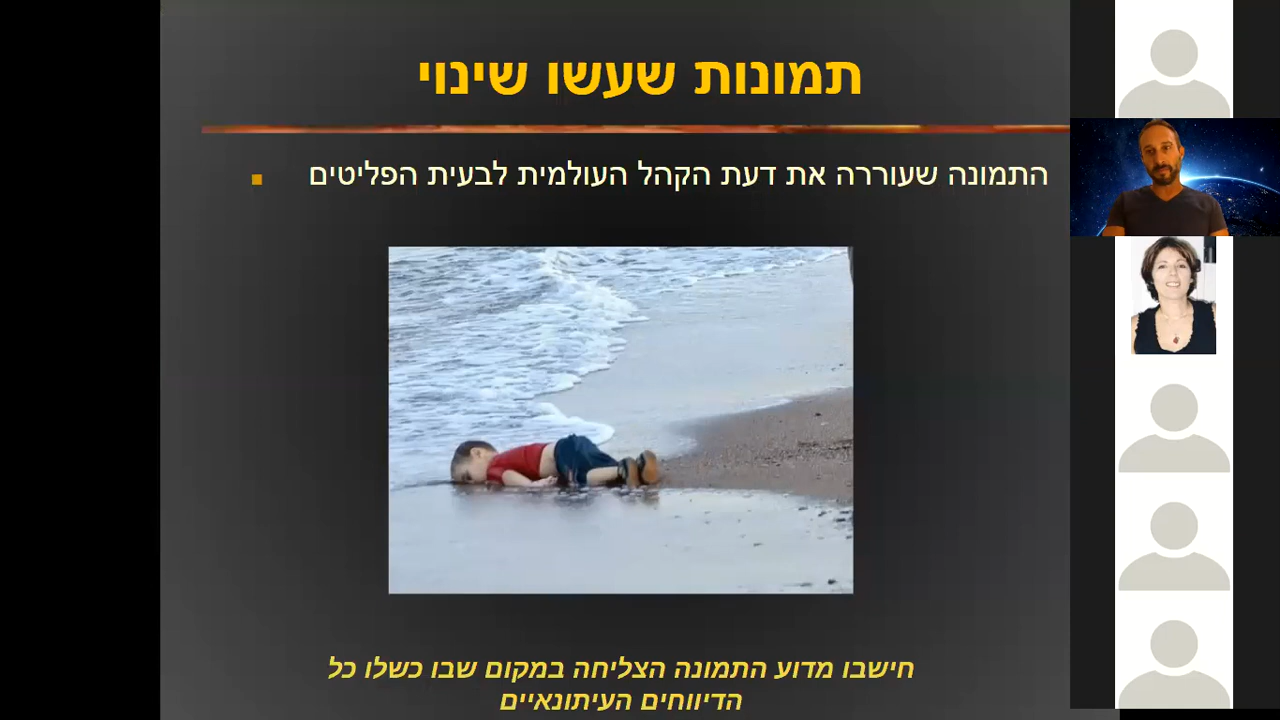 תמונות שעשו שינוי
התמונה שעוררה את דעת הקהל העולמית לבעית הפליטים
חישבו מדוע התמונה הצליחה במקום שבו כשלו כל
הדיווחים העיתונאיים